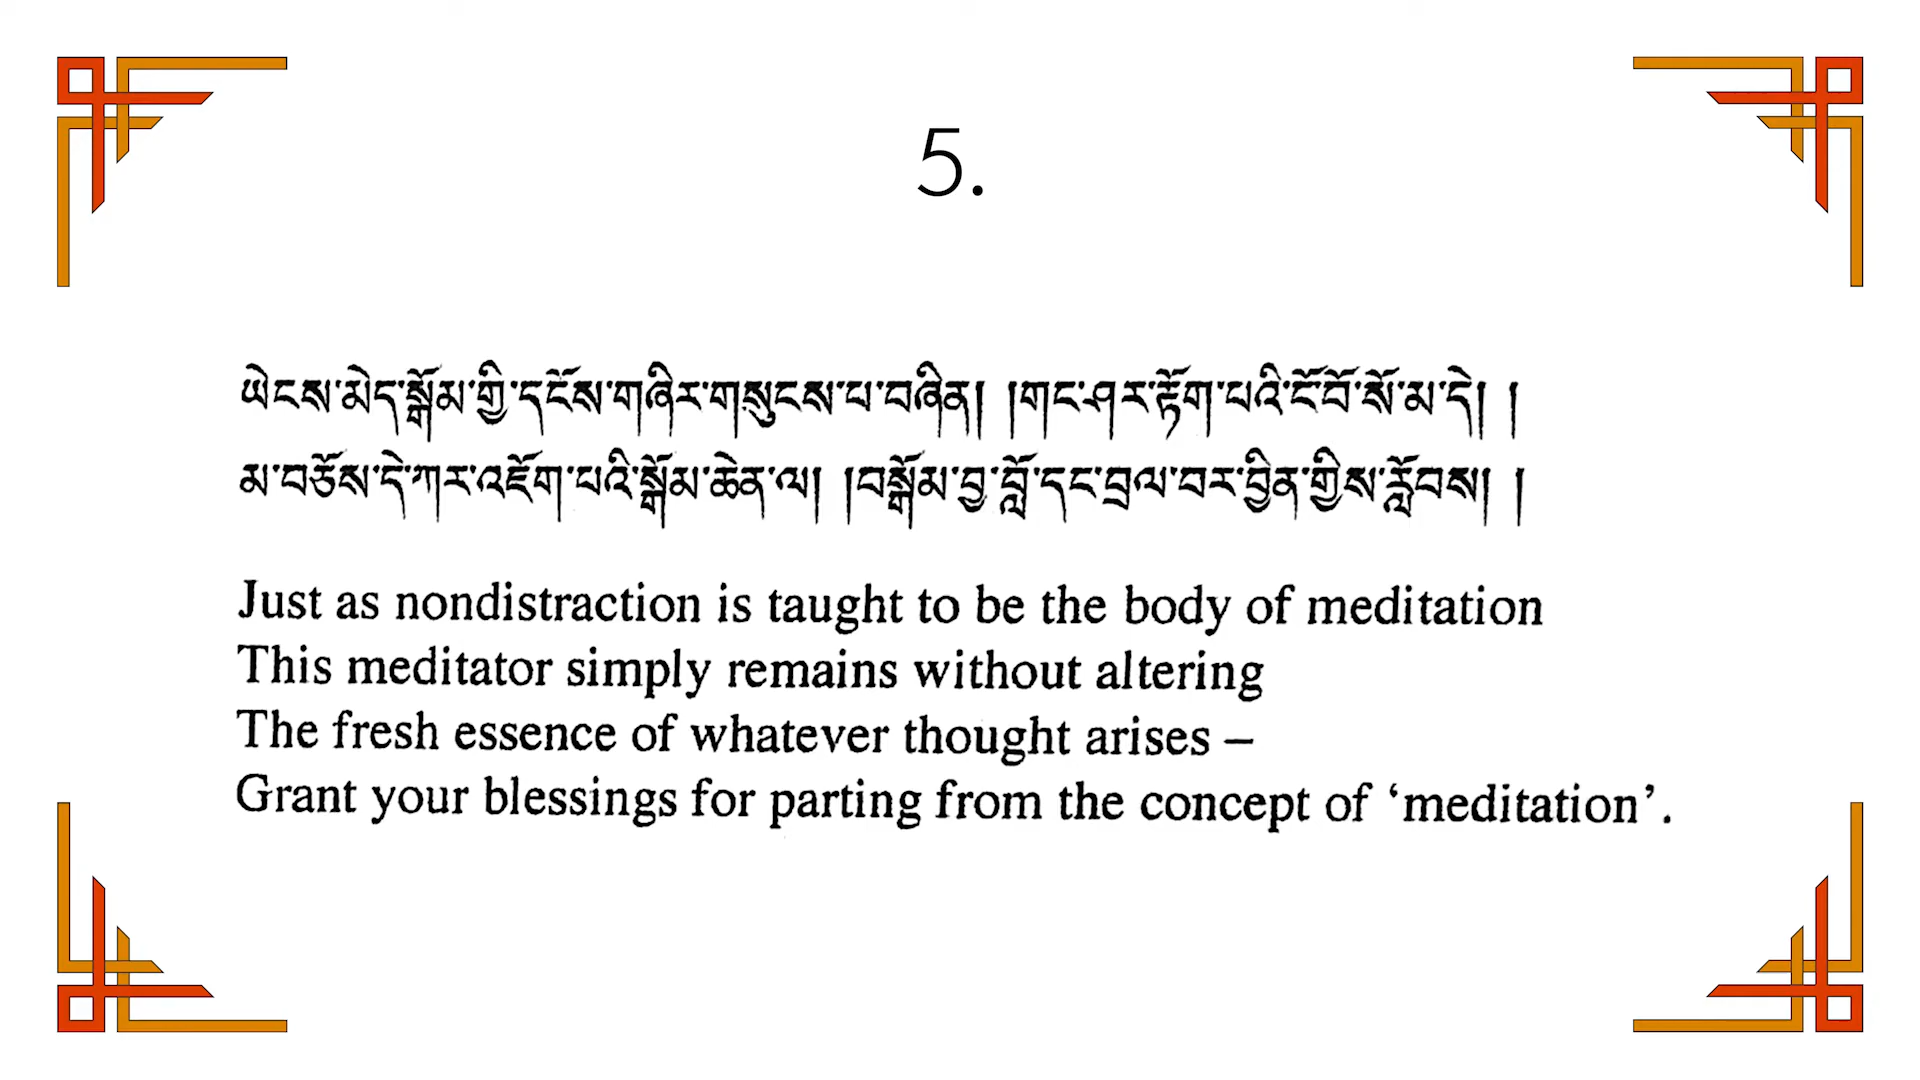 5.
ཡེངས་མེད་སྒོམ་གྱི་དངོས་གཞིར་གསུངས་པ་བཞིན། །གང་ཤར་རྟོག་པའི་ངོ་བོ་སོ་མ་དེ། །
མ་བཅོས་དེ་ཀར་འཇོག་པའི་སྒོམ་ཆེན་ལ། །བསྒོམ་བྱ་བློ་དང་བྲལ་བར་བྱིན་གྱིས་རློབས། །
Just as nondistraction is taught to be the body of meditation
This meditator simply remains without altering
The fresh essence of whatever thought arises –
Grant your blessings for parting from the concept of ‘meditation’.